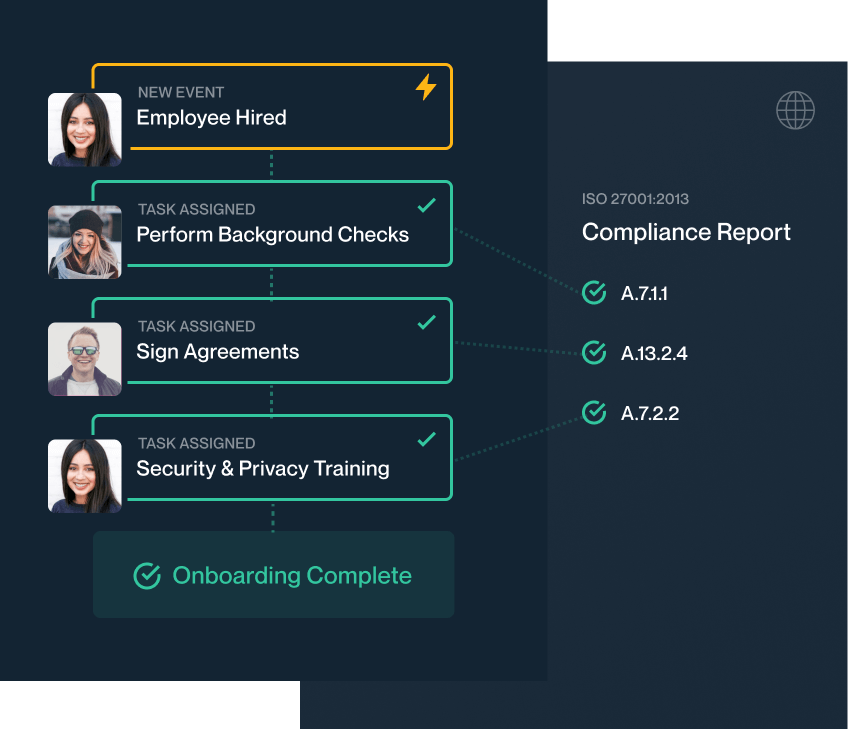 NEW EVENT
Employee Hired
TASK ASSIGNED
Perform Background Checks
TASK ASSIGNED
Sign Agreements
TASK ASSIGNED
Security & Privacy Training
Onboarding Complete
ISO 27001:2013
Compliance Report
A.7.1.1
A.13.2.4
A.7.2.2